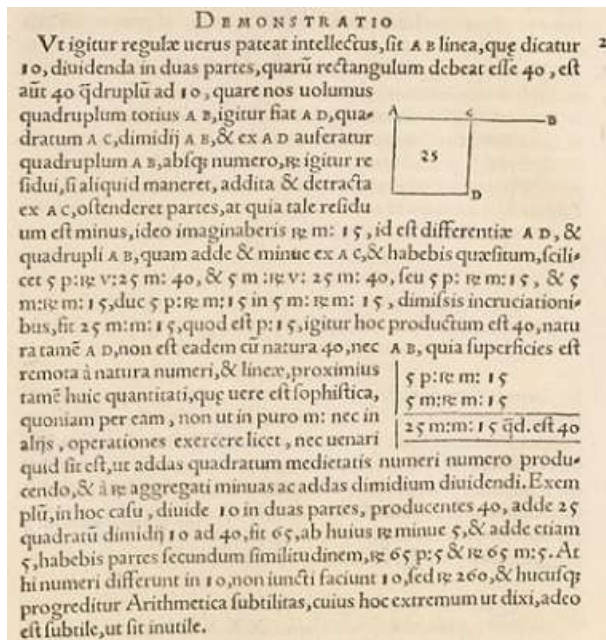 DEMONSTRATIO
Vt igitur regulæ uerus pateat intellectus, sit A B linea, quę dicatur
10, diuidenda in duas partes, quarũ rectangulum debeat esse 40, est
aũt 40 q̃druplũ ad 10, quare nos uolumus
quadruplum totius A B, igitur fiat A D, qua-
dratum A C, dimidij A B, & ex A D auferatur
quadruplum A B, absq; numero, ℞ igitur re
sidui, si aliquid maneret, addita & detracta
ex A C, ostenderet partes, at quia tale residu
um est minus, ideo imaginaberis ℞ m: 15, id est differentiæ A D, &
quadrupli A B, quam adde & minue ex A C, & habebis quæsitum, scili
cet 5 p: ℞ v: 25 m: 40, & 5 m: ℞ v: 25 m: 40, seu 5 p: ℞ m: 15, & 5
m: ℞ m: 15, duc 5 p: ℞ m: 15 in 5 m: ℞ m: 15, dimissis incruciationi-
bus, fit 25 m: m: 15, quod est p: 15, igitur hoc productum est 40, natu
ra tamẽ A D, non est eadem cũ natura 40, nec A B, quia superficies est
remota à natura numeri, & lineæ, proximius
tamẽ huic quantitati, quę uere est sophistica,
quoniam per eam, non ut in puro m: nec in
alijs, operationes exercere licet, nec uenari
quid sit est, ut addas quadratum medietatis numeri numero produ-
cendo, & à ℞ aggregati minuas ac addas dimidium diuidendi. Exem
plũ, in hoc casu, diuide 10 in duas partes, producentes 40, adde 25
quadratũ dimidij 10 ad 40, fit 65, ab huius ℞ minue 5, & adde etiam
5, habebis partes secundum similitudinem, ℞ 65 p: 5 & ℞ 65 m: 5. At
hi numeri differunt in 10, non iuncti faciunt 10, sed ℞ 260, & hucusq;
progreditur Arithmetica subtilitas, cuius hoc extremum ut dixi, adeo
est subtile, ut sit inutile.
2
A C B
25
D
5 p: ℞ m: 15
5 m: ℞ m: 15
25 m: m: 15 q̃d. est 40